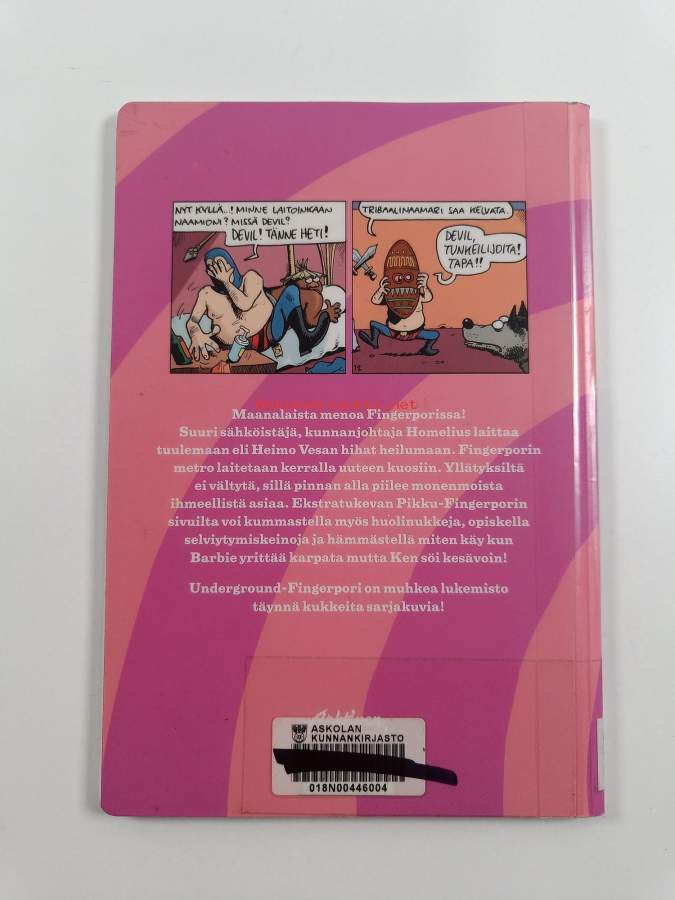 NYT KYLLÄ...! MINNE LAITOINKAAN
NAAMIONI? MISSÄ DEVIL?
DEVIL! TÄNNE HETI!
TRIBAALINAAMARI SAA KELVATA.
DEVIL,
TUNKEILIJOITA!
TAPA!!
Maanalaista menoa Fingerporissa!
Suuri sähköistäjä, kunnanjohtaja Homelius laittaa
tuulemaan eli Heimo Vesan hihat heilumaan. Fingerporin
metro laitetaan kerralla uuteen kuosiin. Yllätyksiltä
ei vältytä, sillä pinnan alla piilee monenmoista
ihmeellistä asiaa. Ekstratukevan Pikku-Fingerporin
sivuilta voi kummastella myös huolinukkeja, opiskella
selviytymiskeinoja ja hämmästellä miten käy kun
Barbie yrittää karpata mutta Ken söi kesävoin!
Underground-Fingerpori on muhkea lukemisto
täynnä kukkeita sarjakuvia!
ASKOLAN
KUNNANKIRJASTO
018N00446004